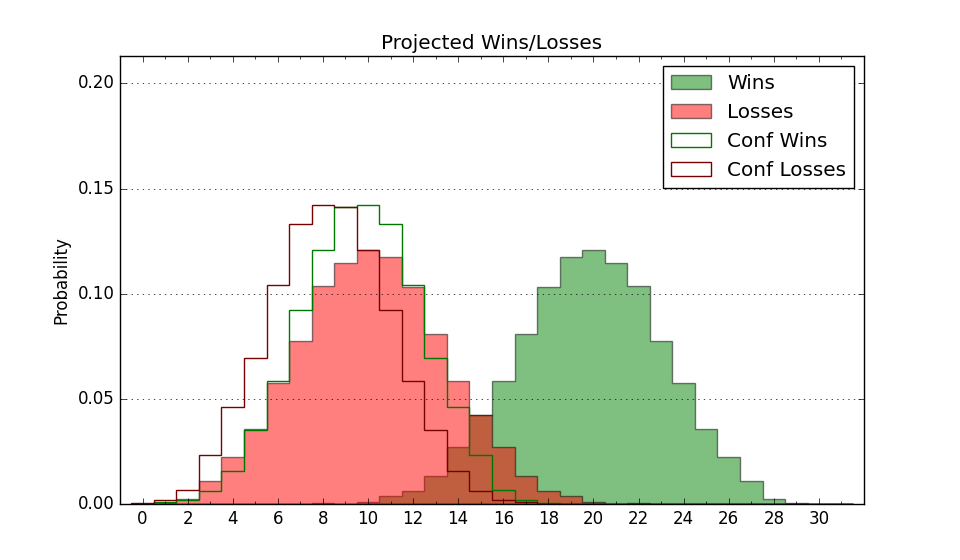 Projected Wins/Losses
0.20
0.15
0.10
0.05
0.00
Probability
Wins
Losses
Conf Wins
Conf Losses
0 2 4 6 8 10 12 14 16 18 20 22 24 26 28 30